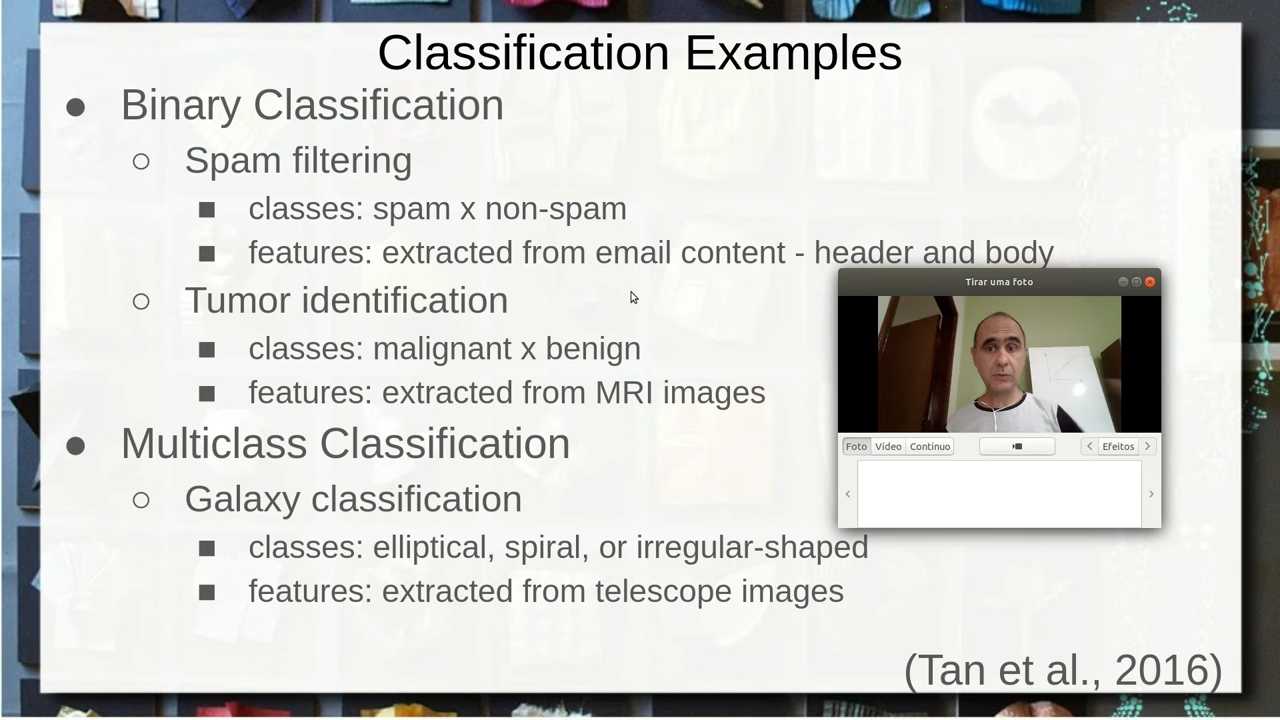 Classification Examples
● Binary Classification
○ Spam filtering
■ classes: spam x non-spam
■ features: extracted from email content - header and body
○ Tumor identification
■ classes: malignant x benign
■ features: extracted from MRI images
● Multiclass Classification
○ Galaxy classification
■ classes: elliptical, spiral, or irregular-shaped
■ features: extracted from telescope images
(Tan et al., 2016)
Tirar uma foto
Foto Vídeo Contínuo Efeitos